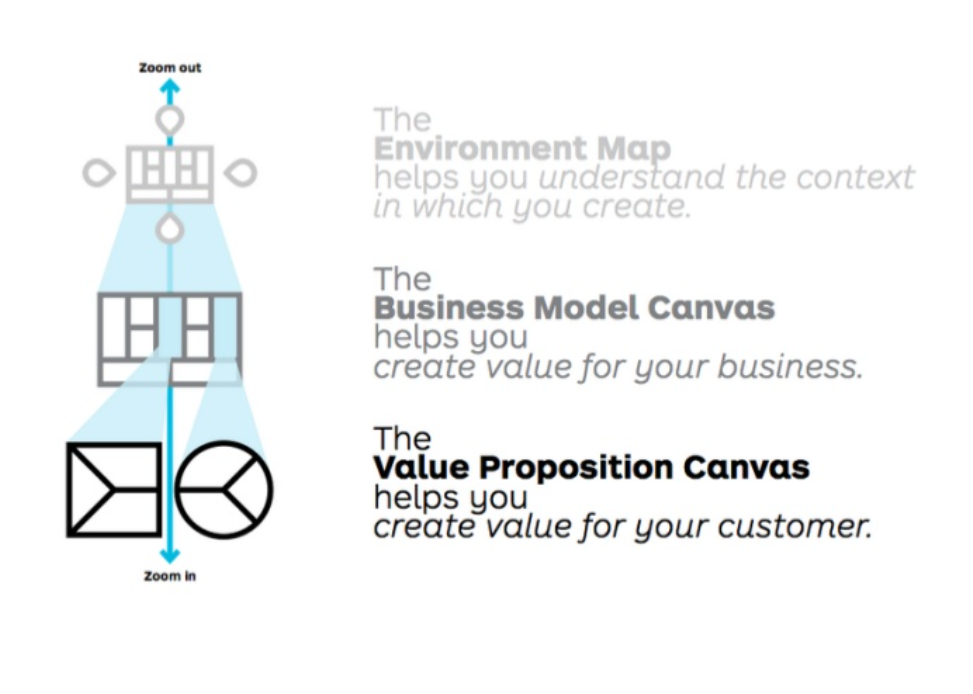 Zoom out
The
Environment Map
helps you understand the context
in which you create.
The
Business Model Canvas
helps you
create value for your business.
The
Value Proposition Canvas
helps you
create value for your customer.
Zoom in